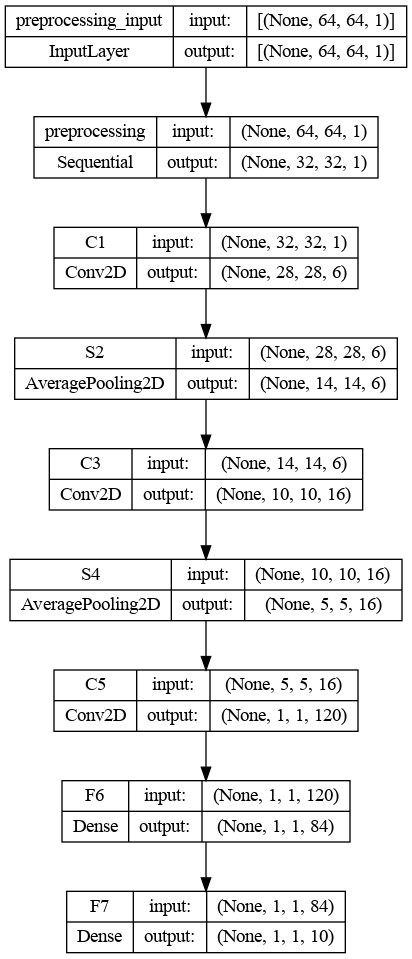 preprocessing_input input: [(None, 64, 64, 1)]
InputLayer output: [(None, 64, 64, 1)]
preprocessing input: (None, 64, 64, 1)
Sequential output: (None, 32, 32, 1)
C1 input: (None, 32, 32, 1)
Conv2D output: (None, 28, 28, 6)
S2 input: (None, 28, 28, 6)
AveragePooling2D output: (None, 14, 14, 6)
C3 input: (None, 14, 14, 6)
Conv2D output: (None, 10, 10, 16)
S4 input: (None, 10, 10, 16)
AveragePooling2D output: (None, 5, 5, 16)
C5 input: (None, 5, 5, 16)
Conv2D output: (None, 1, 1, 120)
F6 input: (None, 1, 1, 120)
Dense output: (None, 1, 1, 84)
F7 input: (None, 1, 1, 84)
Dense output: (None, 1, 1, 10)